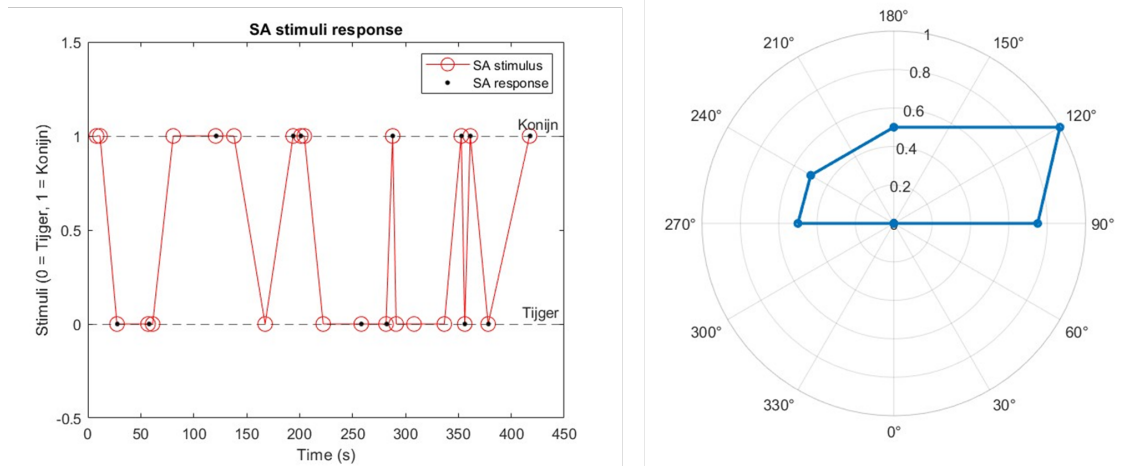 SA stimuli response
1.5
SA stimulus
SA response
Konijn
1
0.5
Tijger
0
-0.5
Stimuli (0 = Tijger, 1 = Konijn)
0 50 100 150 200 250 300 350 400 450
Time (s)
180°
210° 1 150°
0.8
240° 0.6 120°
0.4
0.2
270° 0 90°
300° 60°
330° 30°
0°